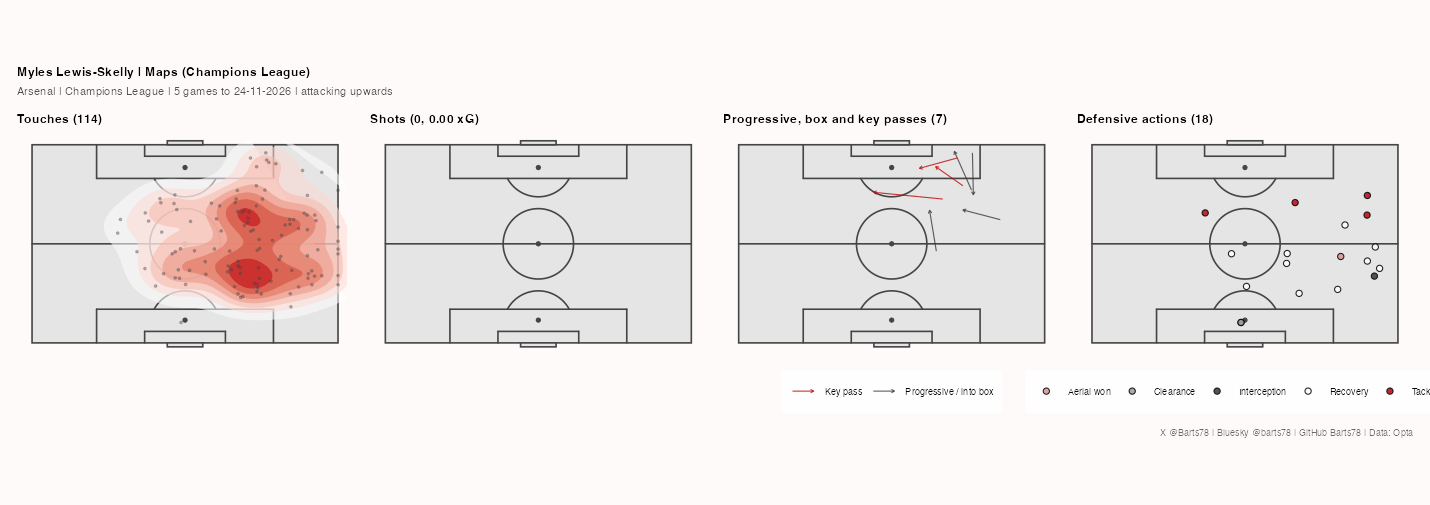 Myles Lewis-Skelly | Maps (Champions League)
Arsenal | Champions League | 5 games to 24-11-2026 | attacking upwards
Touches (114)
Shots (0, 0.00 xG)
Progressive, box and key passes (7)
Defensive actions (18)
Key pass
Progressive / into box
Aerial won
Clearance
Interception
Recovery
Tack
X @Barts78 | Bluesky @barts78 | GitHub Barts78 | Data: Opta